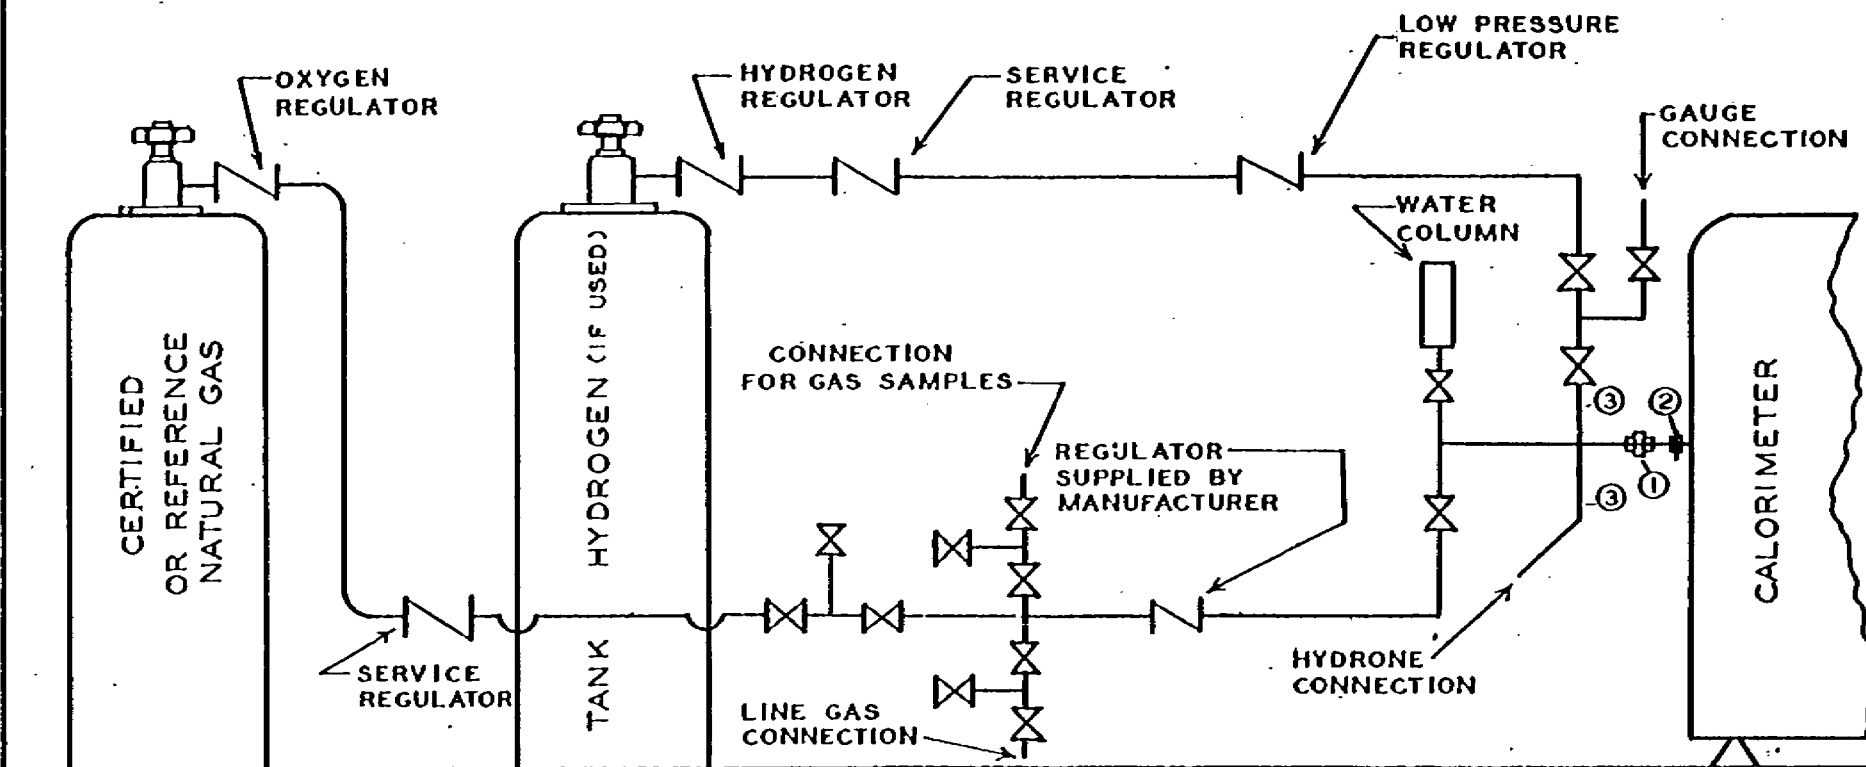 LOW PRESSURE
REGULATOR
OXYGEN
REGULATOR
HYDROGEN
REGULATOR
SERVICE
REGULATOR
GAUGE
CONNECTION
WATER
COLUMN
CERTIFIED
OR REFERENCE
NATURAL GAS
TANK HYDROGEN (IF USED)
CONNECTION
FOR GAS SAMPLES
REGULATOR
SUPPLIED BY
MANUFACTURER
3
2
1
3
CALORIMETER
SERVICE
REGULATOR
HYDRONE
CONNECTION
LINE GAS
CONNECTION